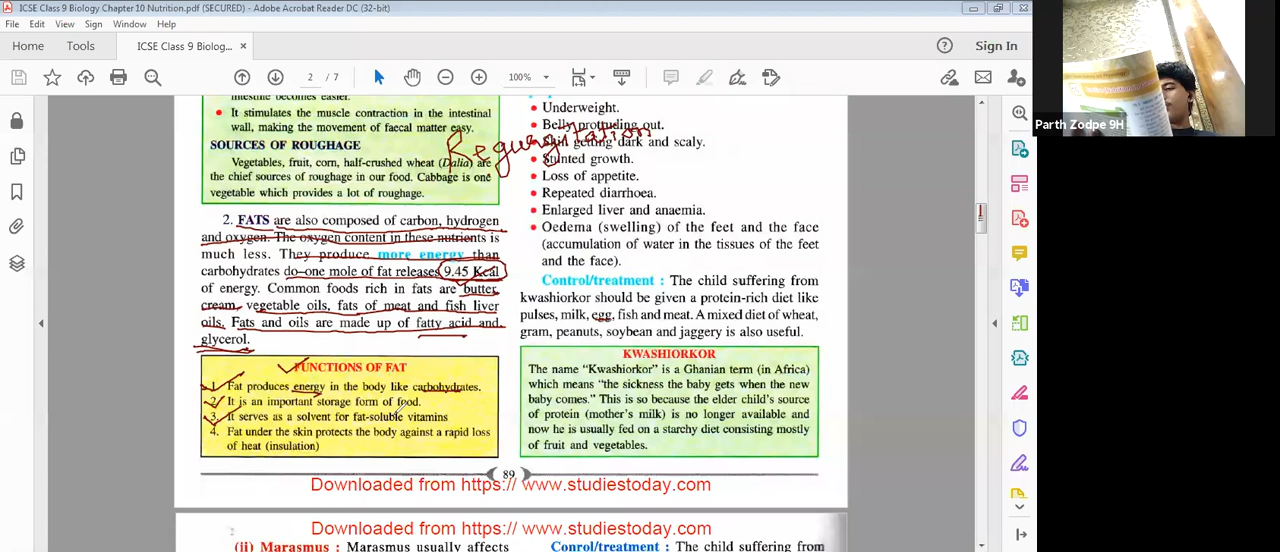 ICSE Class 9 Biology Chapter 10 Nutrition.pdf (SECURED) - Adobe Acrobat Reader DC (32-bit)
File Edit View Sign Window Help
Home Tools ICSE Class 9 Biolog... × Sign In
2 / 7 100%
Parth Zodpe 9H
intestine becomes easier.
It stimulates the muscle contraction in the intestinal
wall, making the movement of faecal matter easy.
SOURCES OF ROUGHAGE
Vegetables, fruit, corn, half-crushed wheat (Dalia) are
the chief sources of roughage in our food. Cabbage is one
vegetable which provides a lot of roughage.
2. FATS are also composed of carbon, hydrogen
and oxygen. The oxygen content in these nutrients is
much less. They produce more energy than
carbohydrates do-one mole of fat releases 9.45 Kcal
of energy. Common foods rich in fats are butter
cream, vegetable oils, fats of meat and fish liver
oils. Fats and oils are made up of fatty acid and
glycerol.
FUNCTIONS OF FAT
1. Fat produces energy in the body like carbohydrates.
2. It is an important storage form of food.
3. It serves as a solvent for fat-soluble vitamins
4. Fat under the skin protects the body against a rapid loss
of heat (insulation)
Underweight.
Belly protruding out.
Skin getting dark and scaly.
Stunted growth.
Loss of appetite.
Repeated diarrhoea.
Enlarged liver and anaemia.
Oedema (swelling) of the feet and the face
(accumulation of water in the tissues of the feet
and the face).
Control/treatment : The child suffering from
kwashiorkor should be given a protein-rich diet like
pulses, milk, egg, fish and meat. A mixed diet of wheat,
gram, peanuts, soybean and jaggery is also useful.
KWASHIORKOR
The name “Kwashiorkor” is a Ghanian term (in Africa)
which means “the sickness the baby gets when the new
baby comes.” This is so because the elder child's source
of protein (mother's milk) is no longer available and
now he is usually fed on a starchy diet consisting mostly
of fruit and vegetables.
89
Downloaded from https:// www.studiestoday.com
Downloaded from https:// www.studiestoday.com
(ii) Marasmus : Marasmus usually affects
Conrol/treatment : The child suffering from